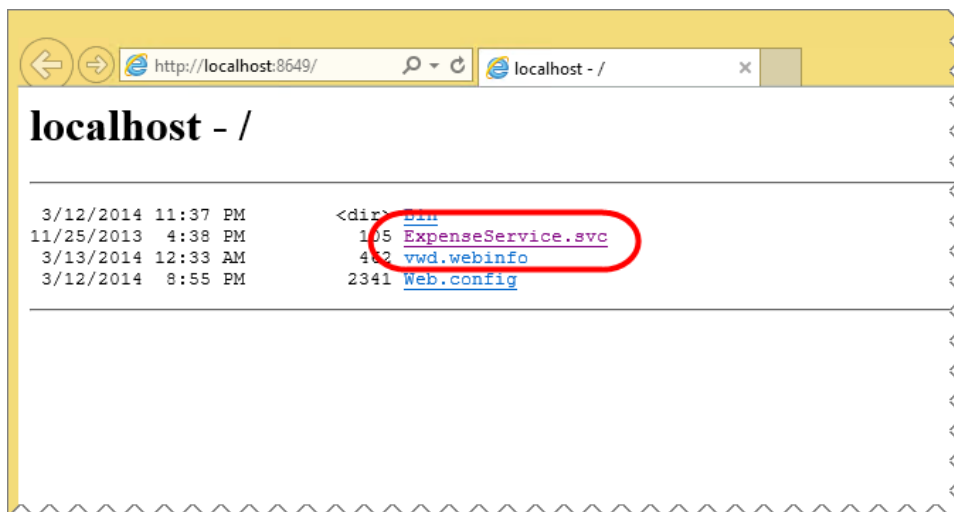 http://localhost:8649/
localhost - /
localhost - /
3/12/2014 11:37 PM <dir> Bin
11/25/2013 4:38 PM 105 ExpenseService.svc
3/13/2014 12:33 AM 462 vwd.webinfo
3/12/2014 8:55 PM 2341 Web.config